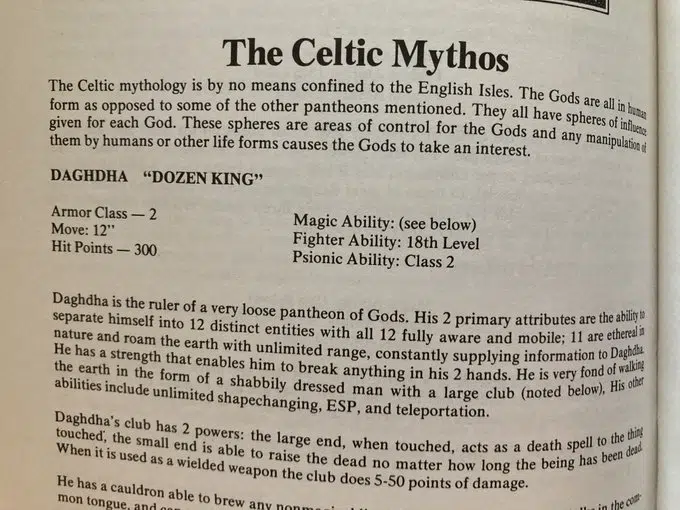 The Celtic Mythos
The Celtic mythology is by no means confined to the English Isles. The Gods are all in human
form as opposed to some of the other pantheons mentioned. They all have spheres of influence
given for each God. These spheres are areas of control for the Gods and any manipulation of
them by humans or other life forms causes the Gods to take an interest.
DAGHDHA "DOZEN KING"
Armor Class — 2
Move: 12"
Hit Points — 300
Magic Ability: (see below)
Fighter Ability: 18th Level
Psionic Ability: Class 2
Daghdha is the ruler of a very loose pantheon of Gods. His 2 primary attributes are the ability to
separate himself into 12 distinct entities with all 12 fully aware and mobile; 11 are ethereal in
nature and roam the earth with unlimited range, constantly supplying information to Daghdha.
He has a strength that enables him to break anything in his 2 hands. He is very fond of walking
the earth in the form of a shabbily dressed man with a large club (noted below), His other
abilities include unlimited shapechanging, ESP, and teleportation.
Daghdha's club has 2 powers: the large end, when touched, acts as a death spell to the thing
touched, the small end is able to raise the dead no matter how long the being has been dead.
When it is used as a wielded weapon the club does 5-50 points of damage.
He has a cauldron able to brew any in the com-
mon tongue, and